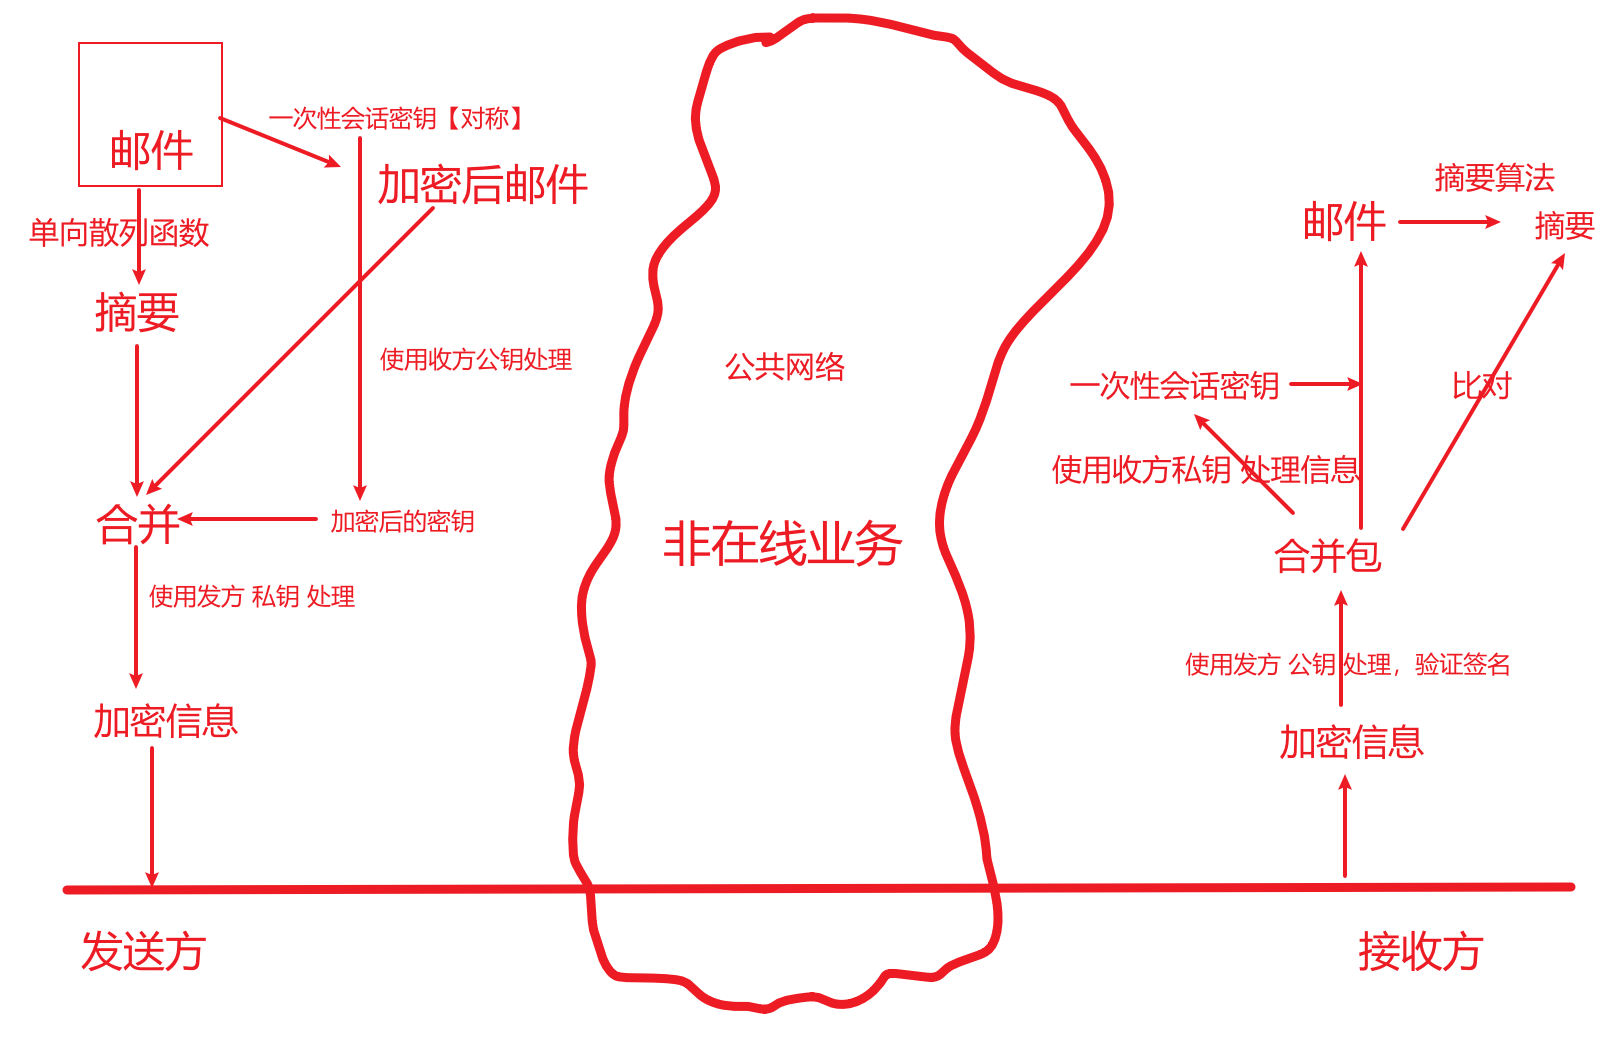 邮件
一次性会话密钥【对称】
加密后邮件
单向散列函数
摘要
使用收方公钥处理
合并
加密后的密钥
使用发方 私钥 处理
加密信息
发送方
公共网络
非在线业务
摘要算法
邮件
摘要
一次性会话密钥
比对
使用收方私钥 处理信息
合并包
使用发方 公钥 处理，验证签名
加密信息
接收方